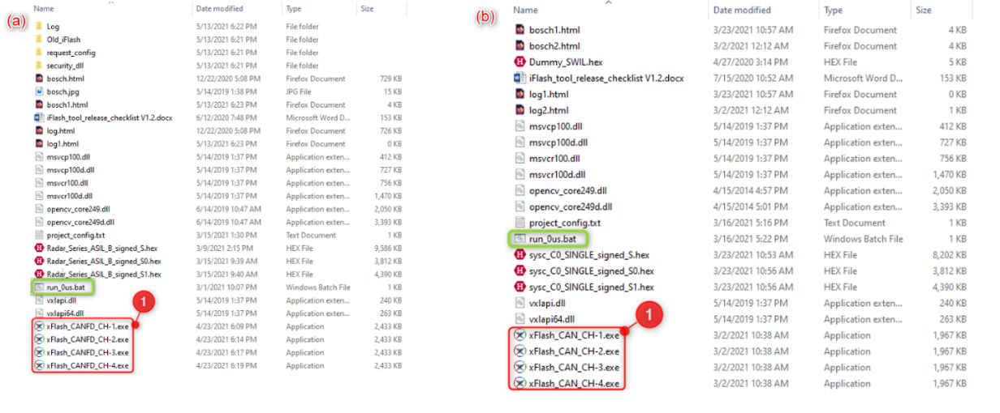 (a)
Name Date modified Type Size
Log 5/13/2021 6:22 PM File folder
Old_iFlash 5/13/2021 6:21 PM File folder
request_config 5/13/2021 6:21 PM File folder
security_dll 5/13/2021 6:21 PM File folder
bosch.html 12/22/2020 5:08 PM Firefox Document 729 KB
bosch.jpg 5/14/2019 1:38 PM JPG File 15 KB
bosch1.html 5/13/2021 6:23 PM Firefox Document 4 KB
iFlash_tool_release_checklist V1.2.docx 6/12/2020 7:48 PM Microsoft Word D... 153 KB
log.html 12/22/2020 5:08 PM Firefox Document 726 KB
log1.html 5/13/2021 6:23 PM Firefox Document 0 KB
msvcp100.dll 5/14/2019 1:37 PM Application exten... 412 KB
msvcp100d.dll 5/14/2019 1:37 PM Application exten... 727 KB
msvcr100.dll 5/14/2019 1:37 PM Application exten... 756 KB
msvcr100d.dll 5/14/2019 1:37 PM Application exten... 1,470 KB
opencv_core249.dll 6/14/2019 10:47 AM Application exten... 2,050 KB
opencv_core249d.dll 6/14/2019 10:47 AM Application exten... 3,393 KB
project_config.txt 3/15/2021 1:30 PM Text Document 1 KB
Radar_Series_ASIL_B_signed_S.hex 3/9/2021 2:15 PM HEX File 9,586 KB
Radar_Series_ASIL_B_signed_S0.hex 3/15/2021 9:39 AM HEX File 3,812 KB
Radar_Series_ASIL_B_signed_S1.hex 3/15/2021 9:40 AM HEX File 4,390 KB
run_0us.bat 3/1/2021 10:07 PM Windows Batch File 1 KB
vxlapi.dll 5/14/2019 1:37 PM Application exten... 240 KB
vxlapi64.dll 5/14/2019 1:37 PM Application exten... 263 KB
1
xFlash_CANFD_CH-1.exe 4/23/2021 6:09 PM Application 2,433 KB
xFlash_CANFD_CH-2.exe 4/23/2021 6:14 PM Application 2,433 KB
xFlash_CANFD_CH-3.exe 4/23/2021 6:17 PM Application 2,433 KB
xFlash_CANFD_CH-4.exe 4/23/2021 6:19 PM Application 2,433 KB
(b)
Name Date modified Type Size
bosch1.html 3/23/2021 10:57 AM Firefox Document 4 KB
bosch2.html 3/2/2021 12:12 AM Firefox Document 4 KB
Dummy_SWIL.hex 4/27/2020 3:14 PM HEX File 5 KB
iFlash_tool_release_checklist V1.2.docx 7/15/2020 10:52 AM Microsoft Word D... 153 KB
log1.html 3/23/2021 10:57 AM Firefox Document 0 KB
log2.html 3/2/2021 12:12 AM Firefox Document 1 KB
msvcp100.dll 5/14/2019 1:37 PM Application exten... 412 KB
msvcp100d.dll 5/14/2019 1:37 PM Application exten... 727 KB
msvcr100.dll 5/14/2019 1:37 PM Application exten... 756 KB
msvcr100d.dll 5/14/2019 1:37 PM Application exten... 1,470 KB
opencv_core249.dll 4/15/2014 4:57 PM Application exten... 2,050 KB
opencv_core249d.dll 4/15/2014 5:01 PM Application exten... 3,393 KB
project_config.txt 3/16/2021 5:16 PM Text Document 1 KB
run_0us.bat 3/16/2021 5:22 PM Windows Batch File 1 KB
sysc_C0_SINGLE_signed_S.hex 3/23/2021 10:53 AM HEX File 8,202 KB
sysc_C0_SINGLE_signed_S0.hex 3/23/2021 10:56 AM HEX File 3,812 KB
sysc_C0_SINGLE_signed_S1.hex 3/23/2021 10:56 AM HEX File 4,390 KB
vxlapi.dll 5/14/2019 1:37 PM Application exten... 240 KB
vxlapi64.dll 5/14/2019 1:37 PM Application exten... 263 KB
1
xFlash_CAN_CH-1.exe 3/2/2021 10:38 AM Application 1,967 KB
xFlash_CAN_CH-2.exe 3/2/2021 10:38 AM Application 1,967 KB
xFlash_CAN_CH-3.exe 3/2/2021 10:38 AM Application 1,967 KB
xFlash_CAN_CH-4.exe 3/2/2021 10:38 AM Application 1,967 KB